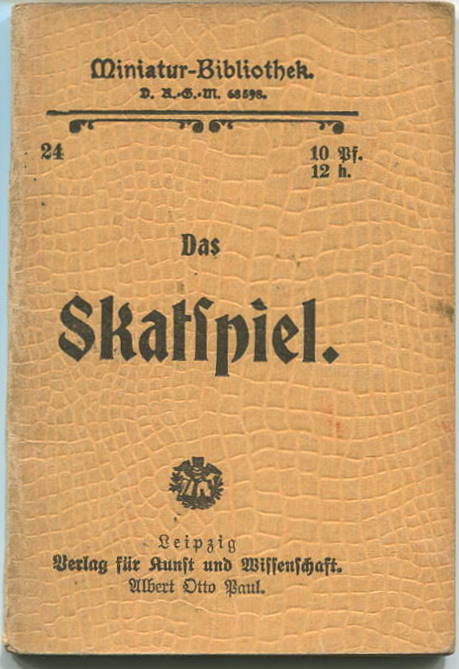 Miniatur-Bibliothek.
D. R.-G.-M. 68598.
24
10 Pf.
12 h.
Das
Skatſpiel.
Leipzig
Verlag für Kunſt und Wiſſenſchaft.
Albert Otto Paul.